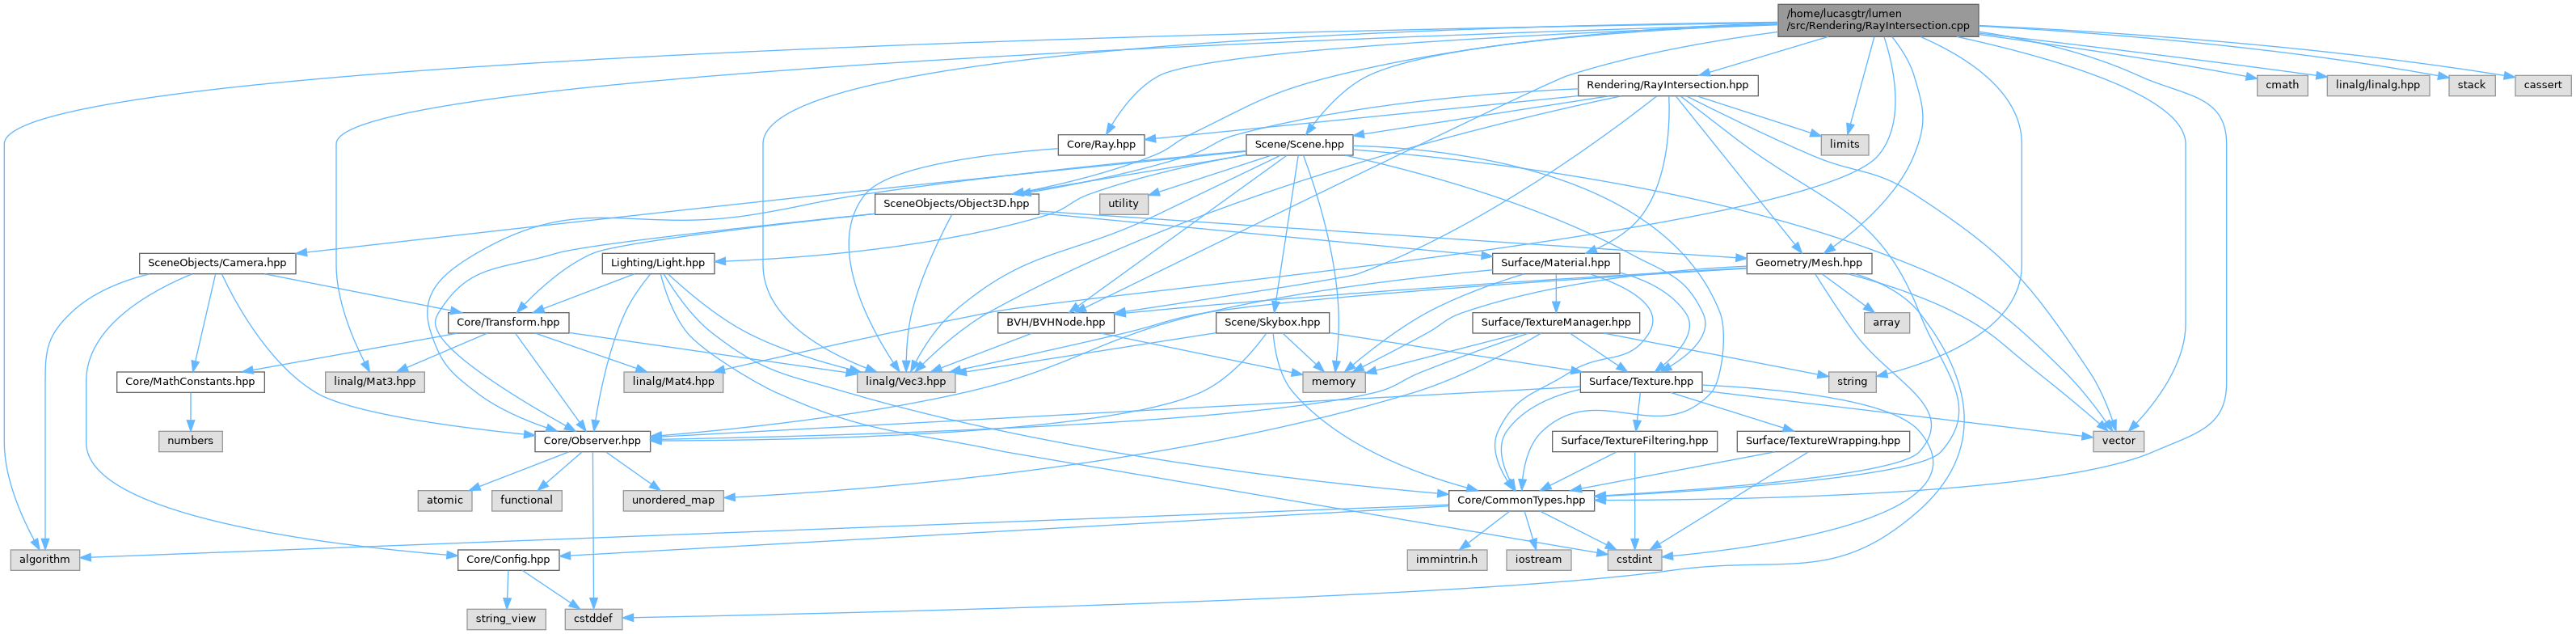 /home/lucasgtr/lumen
/src/Rendering/RayIntersection.cpp
Rendering/RayIntersection.hpp
cmath
linalg/linalg.hpp
stack
cassert
Core/Ray.hpp
Scene/Scene.hpp
limits
SceneObjects/Object3D.hpp
utility
SceneObjects/Camera.hpp
Lighting/Light.hpp
Surface/Material.hpp
Geometry/Mesh.hpp
Core/Transform.hpp
BVH/BVHNode.hpp
Scene/Skybox.hpp
Surface/TextureManager.hpp
array
Core/MathConstants.hpp
linalg/Mat3.hpp
linalg/Mat4.hpp
linalg/Vec3.hpp
memory
Surface/Texture.hpp
string
numbers
Core/Observer.hpp
Surface/TextureFiltering.hpp
Surface/TextureWrapping.hpp
vector
atomic
functional
unordered_map
Core/CommonTypes.hpp
algorithm
Core/Config.hpp
immintrin.h
iostream
cstdint
string_view
cstddef